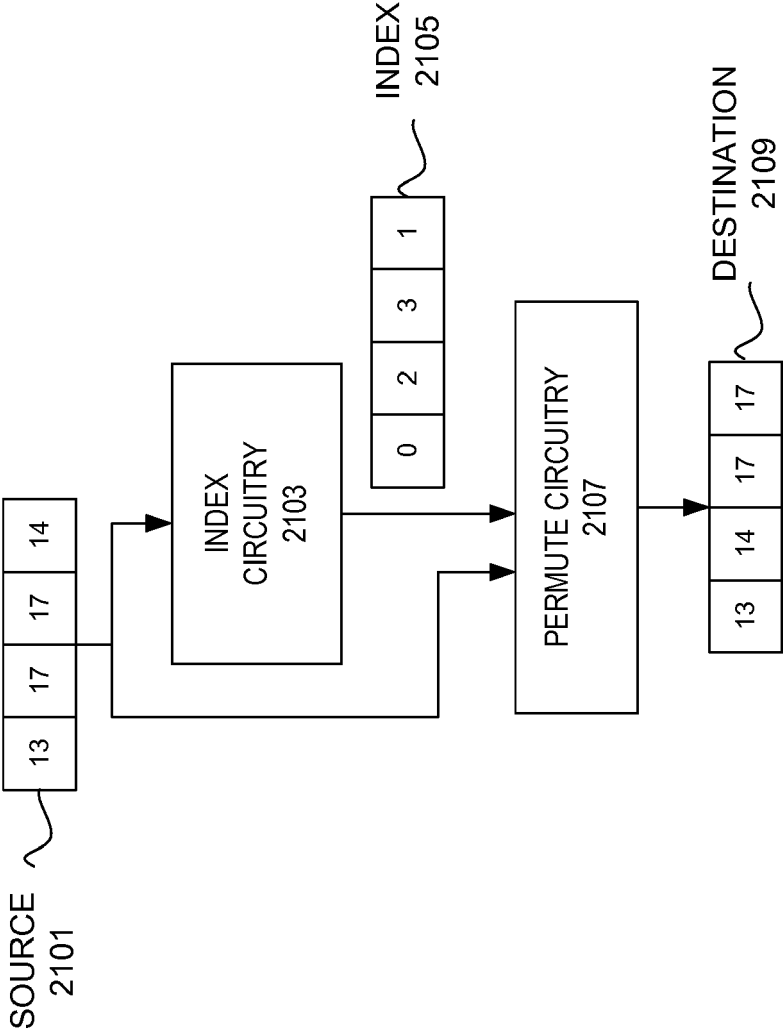 SOURCE
2101
13
17
17
14
INDEX
CIRCUITRY
2103
0
2
3
1
INDEX
2105
PERMUTE CIRCUITRY
2107
13
14
17
17
DESTINATION
2109